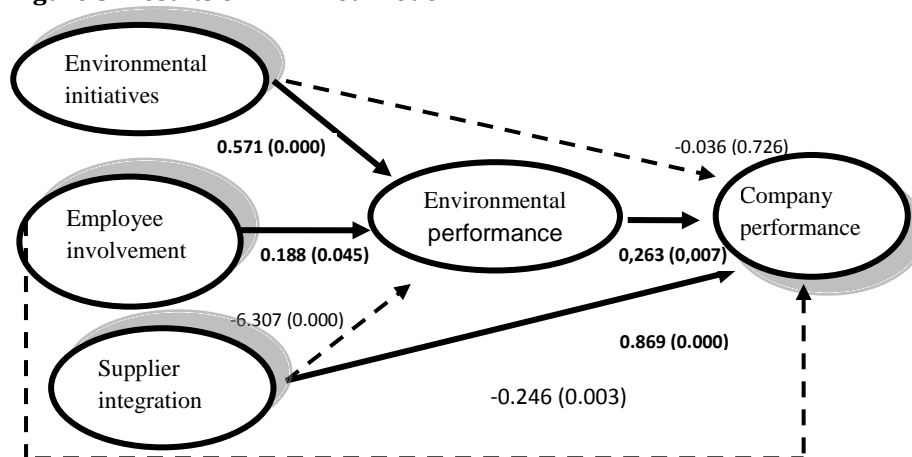 Environmental
initiatives
0.571 (0.000)
-0.036 (0.726)
Employee
involvement
0.188 (0.045)
Environmental
performance
0,263 (0,007)
Company
performance
-6.307 (0.000)
0.869 (0.000)
Supplier
integration
-0.246 (0.003)